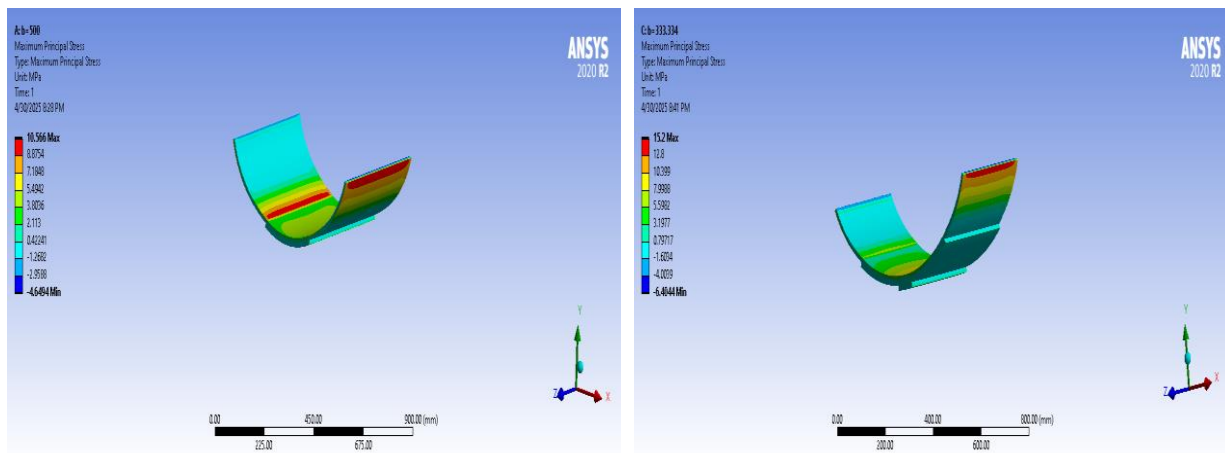 A: b=500
Maximum Principal Stress
Type: Maximum Principal Stress
Unit: MPa
Time: 1
4/30/2025 8:28 PM
10.566 Max
8.8754
7.1848
5.4942
3.8036
2.113
0.42241
-1.2682
-2.9588
-4.6494 Min
ANSYS
2020 R2
Y
Z
X
0.00
450.00
900.00 (mm)
225.00
675.00
C: b=333.334
Maximum Principal Stress
Type: Maximum Principal Stress
Unit: MPa
Time: 1
4/30/2025 8:41 PM
15.2 Max
12.8
10.399
7.9988
5.5982
3.1977
0.79717
-1.6034
-4.0039
-6.4044 Min
ANSYS
2020 R2
Y
Z
X
0.00
400.00
800.00 (mm)
200.00
600.00